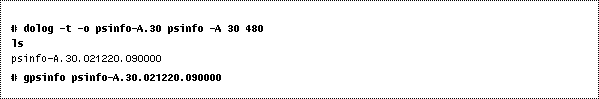 # dolog -t -o psinfo-A.30 psinfo -A 30 480
ls
psinfo-A.30.021220.090000
# gpsinfo psinfo-A.30.021220.090000